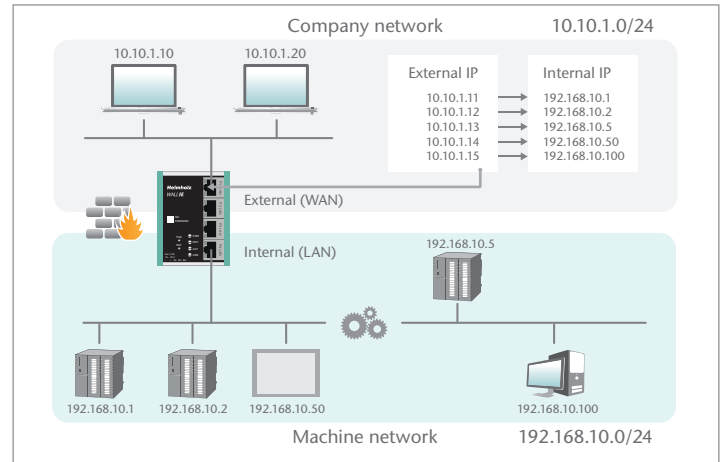 Company network 10.10.1.0/24
10.10.1.10
10.10.1.20
External IP Internal IP
10.10.1.11 192.168.10.1
10.10.1.12 192.168.10.2
10.10.1.13 192.168.10.5
10.10.1.14 192.168.10.50
10.10.1.15 192.168.10.100
Helmholz
WALL IE
External (WAN)
Internal (LAN)
192.168.10.5
192.168.10.1
192.168.10.2
192.168.10.50
192.168.10.100
Machine network 192.168.10.0/24